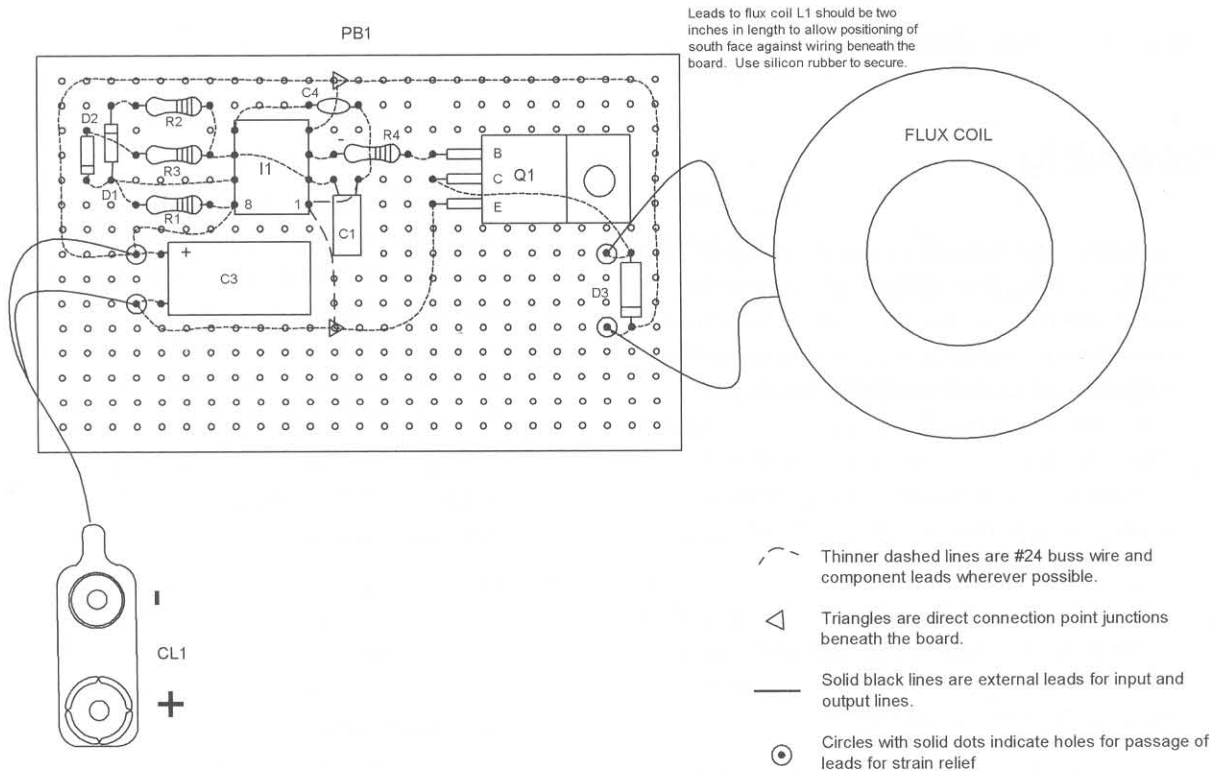 Leads to flux coil L1 should be two
inches in length to allow positioning of
south face against wiring beneath the
board. Use silicon rubber to secure.
PB1
FLUX COIL
C4
D2
R2
R4
-
B
R3
I1
C
Q1
D1
E
R1
8
1
C1
+
C3
D3
-
CL1
+
Thinner dashed lines are #24 buss wire and
component leads wherever possible.
Triangles are direct connection point junctions
beneath the board.
Solid black lines are external leads for input and
output lines.
Circles with solid dots indicate holes for passage of
leads for strain relief